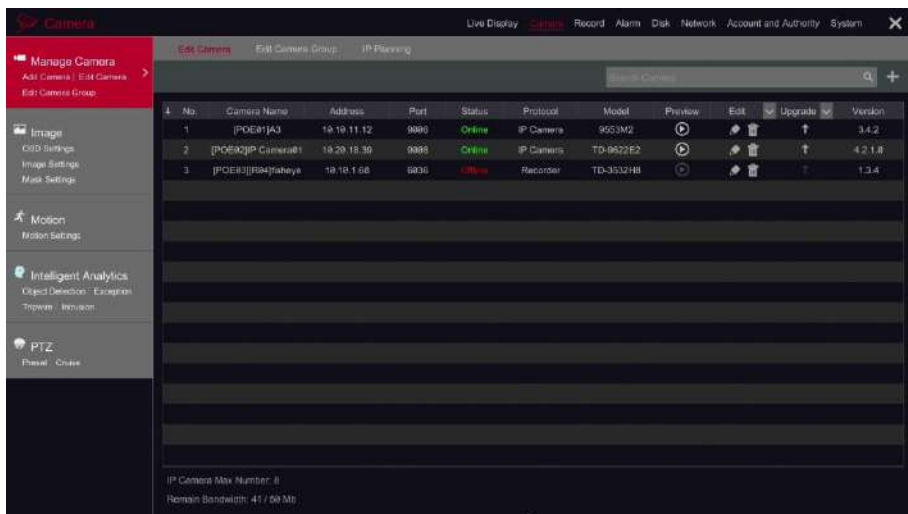 Camera
Live Display Camera Record Alarm Disk Network Account and Authority System
Manage Camera
Add Camera Edit Camera
Edit Camera Group
Image
OSD Settings
Image Settings
Mask Settings
Motion
Motion Settings
Intelligent Analytics
Object Detection Exception
Tripwire Intrusion
PTZ
Preset Cruise
Edit Camera Edit Camera Group IP Planning
Search Camera
No. Camera Name Address Port Status Protocol Model Preview Edit Upgrade Version
1 [POE01]A3 10.10.11.12 9008 Online IP Camera 9553M2 3.4.2
2 [POE02]IP Camera01 10.20.18.39 9008 Online IP Camera TD-9622E2 4.2.1.0
3 [POE03][R04]fisheye 10.10.1.60 6036 Offline Recorder TD-3532H8 1.3.4
IP Camera Max Number: 8
Remain Bandwidth: 41 / 50 Mb